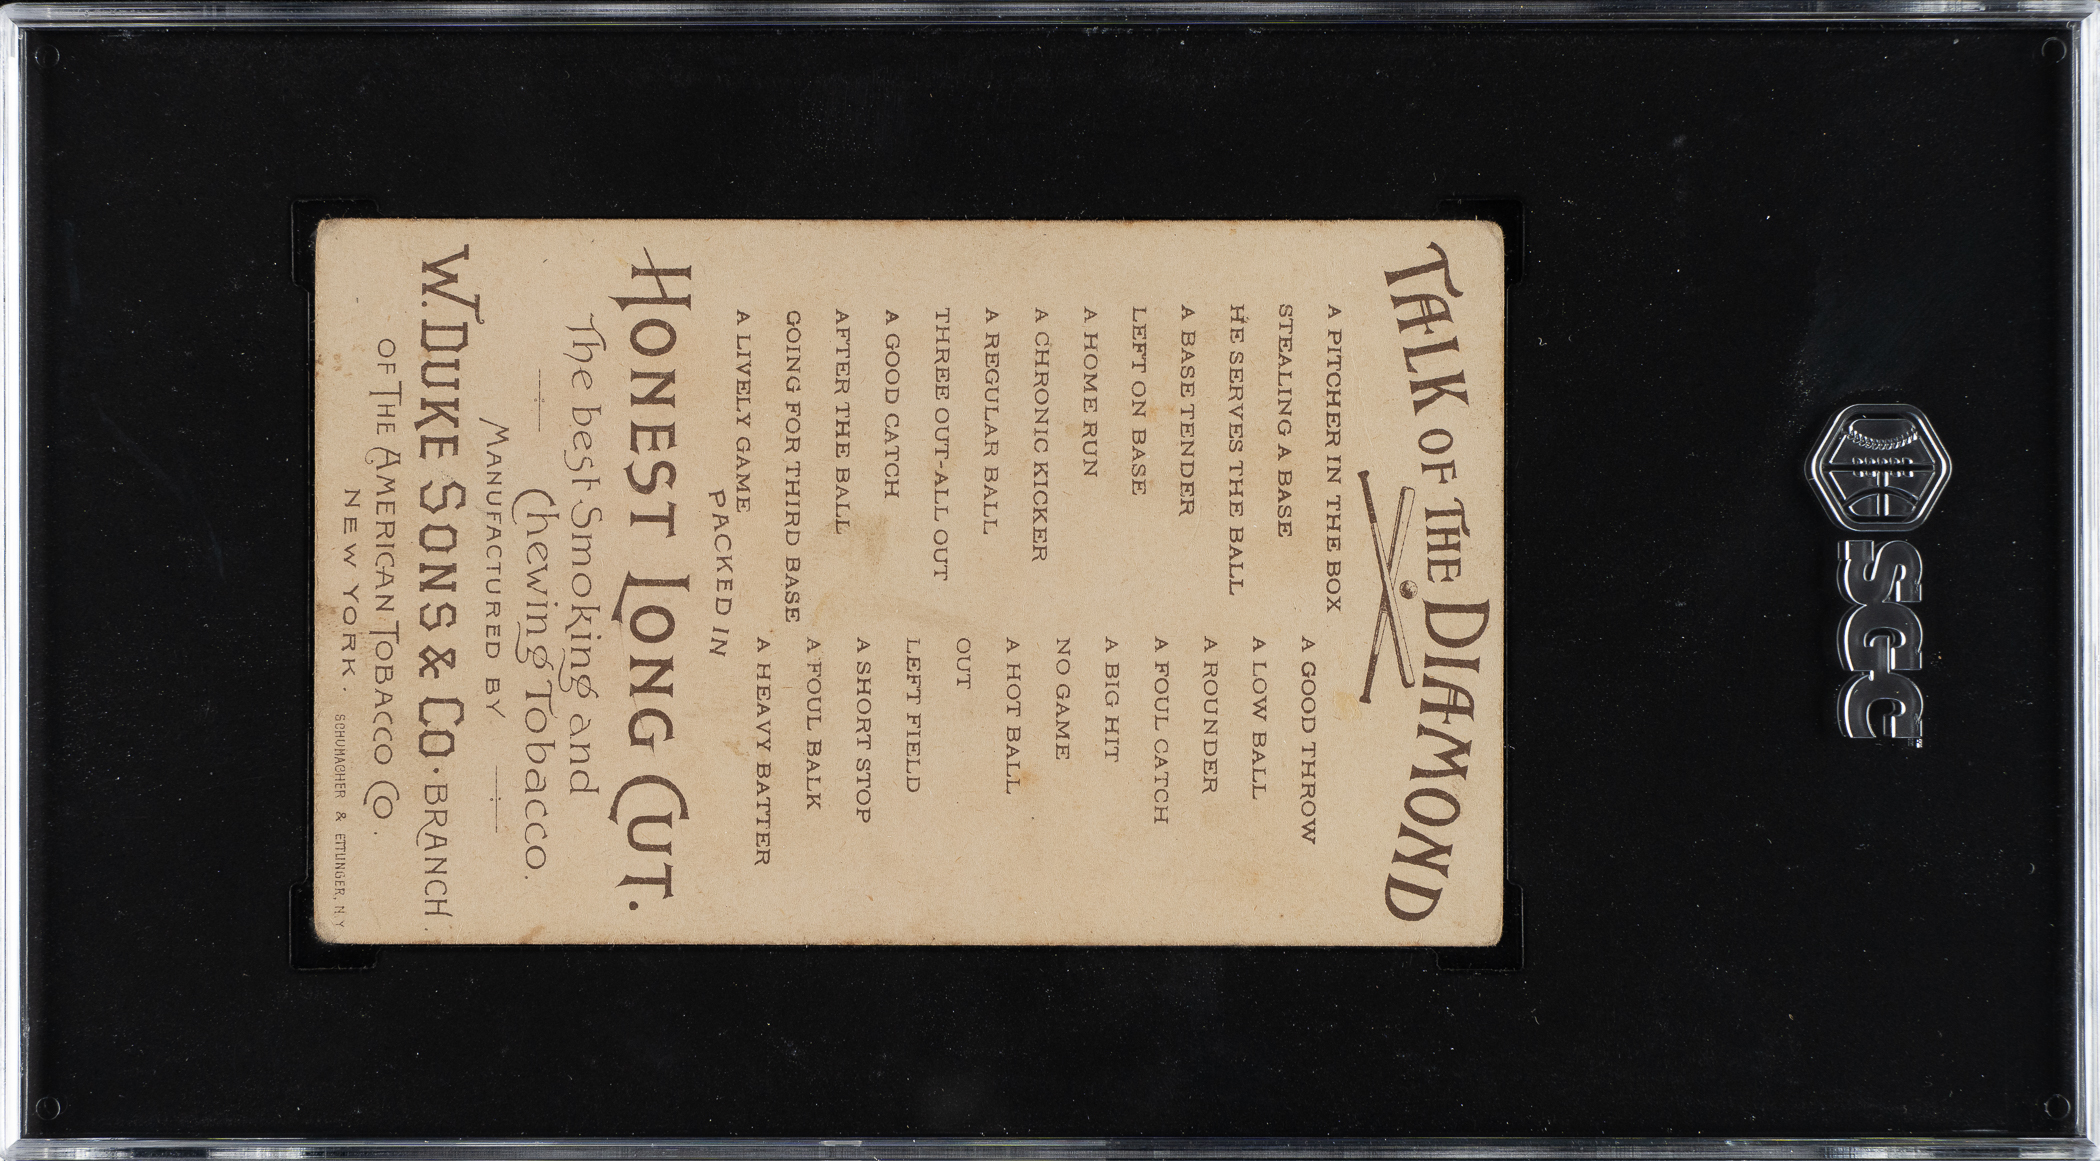 TALK OF THE DIAMOND
A PITCHER IN THE BOX
STEALING A BASE
HE SERVES THE BALL
A BASE TENDER
LEFT ON BASE
A HOME RUN
A CHRONIC KICKER
A REGULAR BALL
THREE OUT-ALL OUT
A GOOD CATCH
AFTER THE BALL
GOING FOR THIRD BASE
A LIVELY GAME
A GOOD THROW
A LOW BALL
A ROUNDER
A FOUL CATCH
A BIG HIT
NO GAME
A HOT BALL
OUT
LEFT FIELD
A SHORT STOP
A FOUL BALK
A HEAVY BATTER
PACKED IN
HONEST LONG CUT.
The best Smoking and
Chewing Tobacco.
MANUFACTURED BY
W. DUKE SONS & CO. BRANCH.
OF THE AMERICAN TOBACCO CO.
NEW YORK.
SCHUMACHER & ETTLINGER, N.Y.
SGC